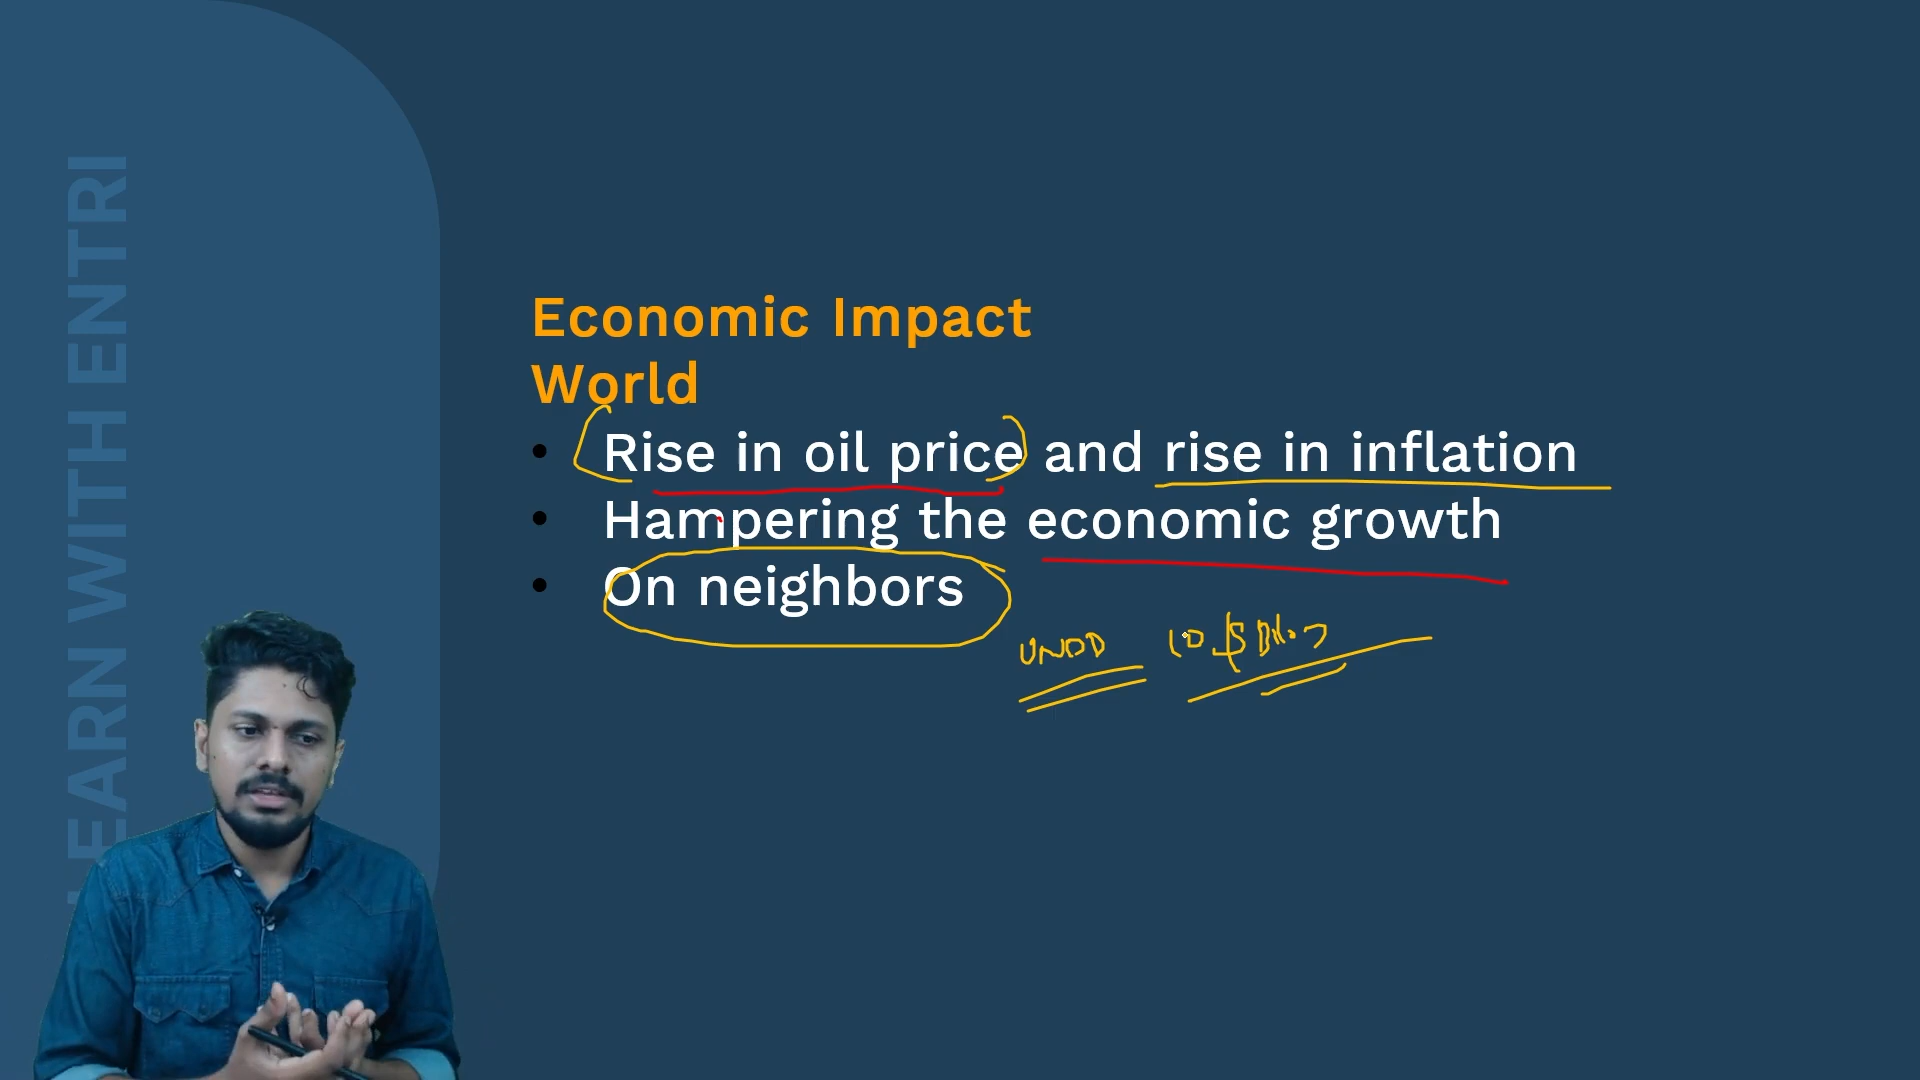 LEARN WITH ENTRI
Economic Impact
World
• Rise in oil price and rise in inflation
• Hampering the economic growth
• On neighbors
UNDP